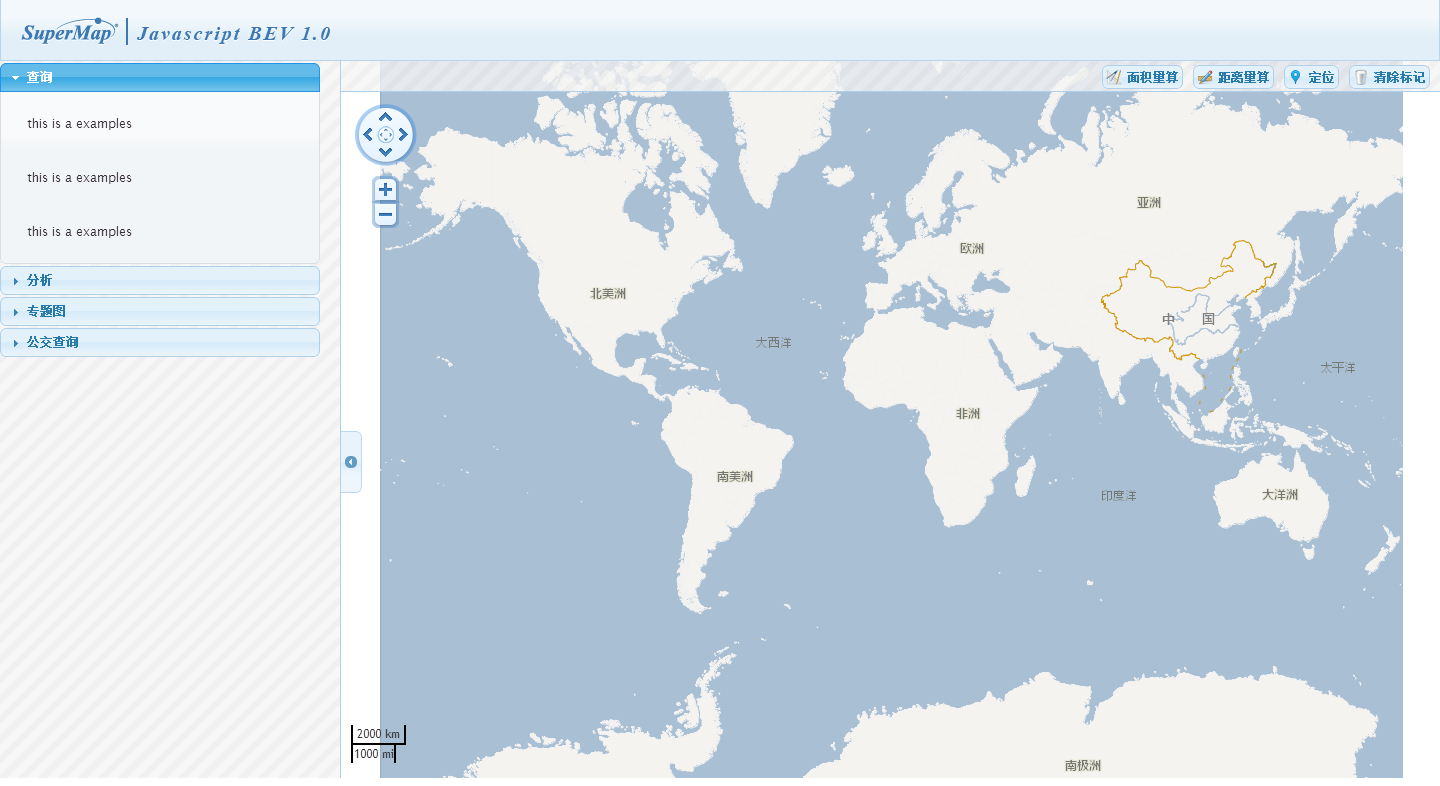 SuperMap Javascript BEV 1.0
查询
this is a examples
this is a examples
this is a examples
分析
专题图
公交查询
面积量算 距离量算 定位 清除标记
亚洲
欧洲
北美洲
中 国
大西洋
太平洋
非洲
南美洲
印度洋
大洋洲
2000 km
1000 mi
南极洲